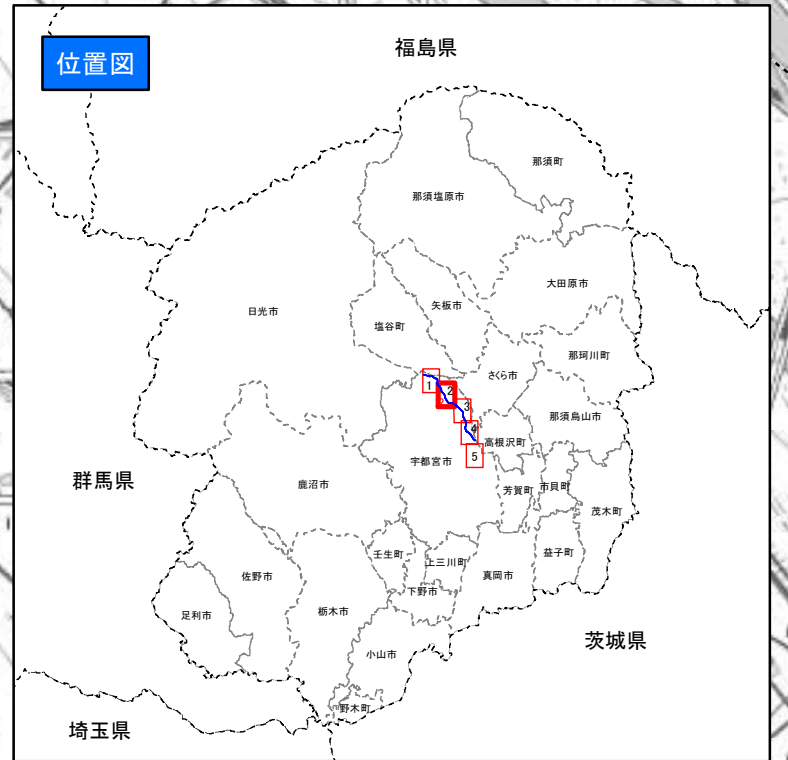 福島県
位置図
那須町
那須塩原市
大田原市
日光市
矢板市
塩谷町
那珂川町
さくら市
1
2
3
那須烏山市
4
高根沢町
5
宇都宮市
群馬県
鹿沼市
芳賀町
市貝町
茂木町
壬生町
上三川町
益子町
佐野市
真岡市
下野市
足利市
栃木市
茨城県
小山市
野木町
埼玉県